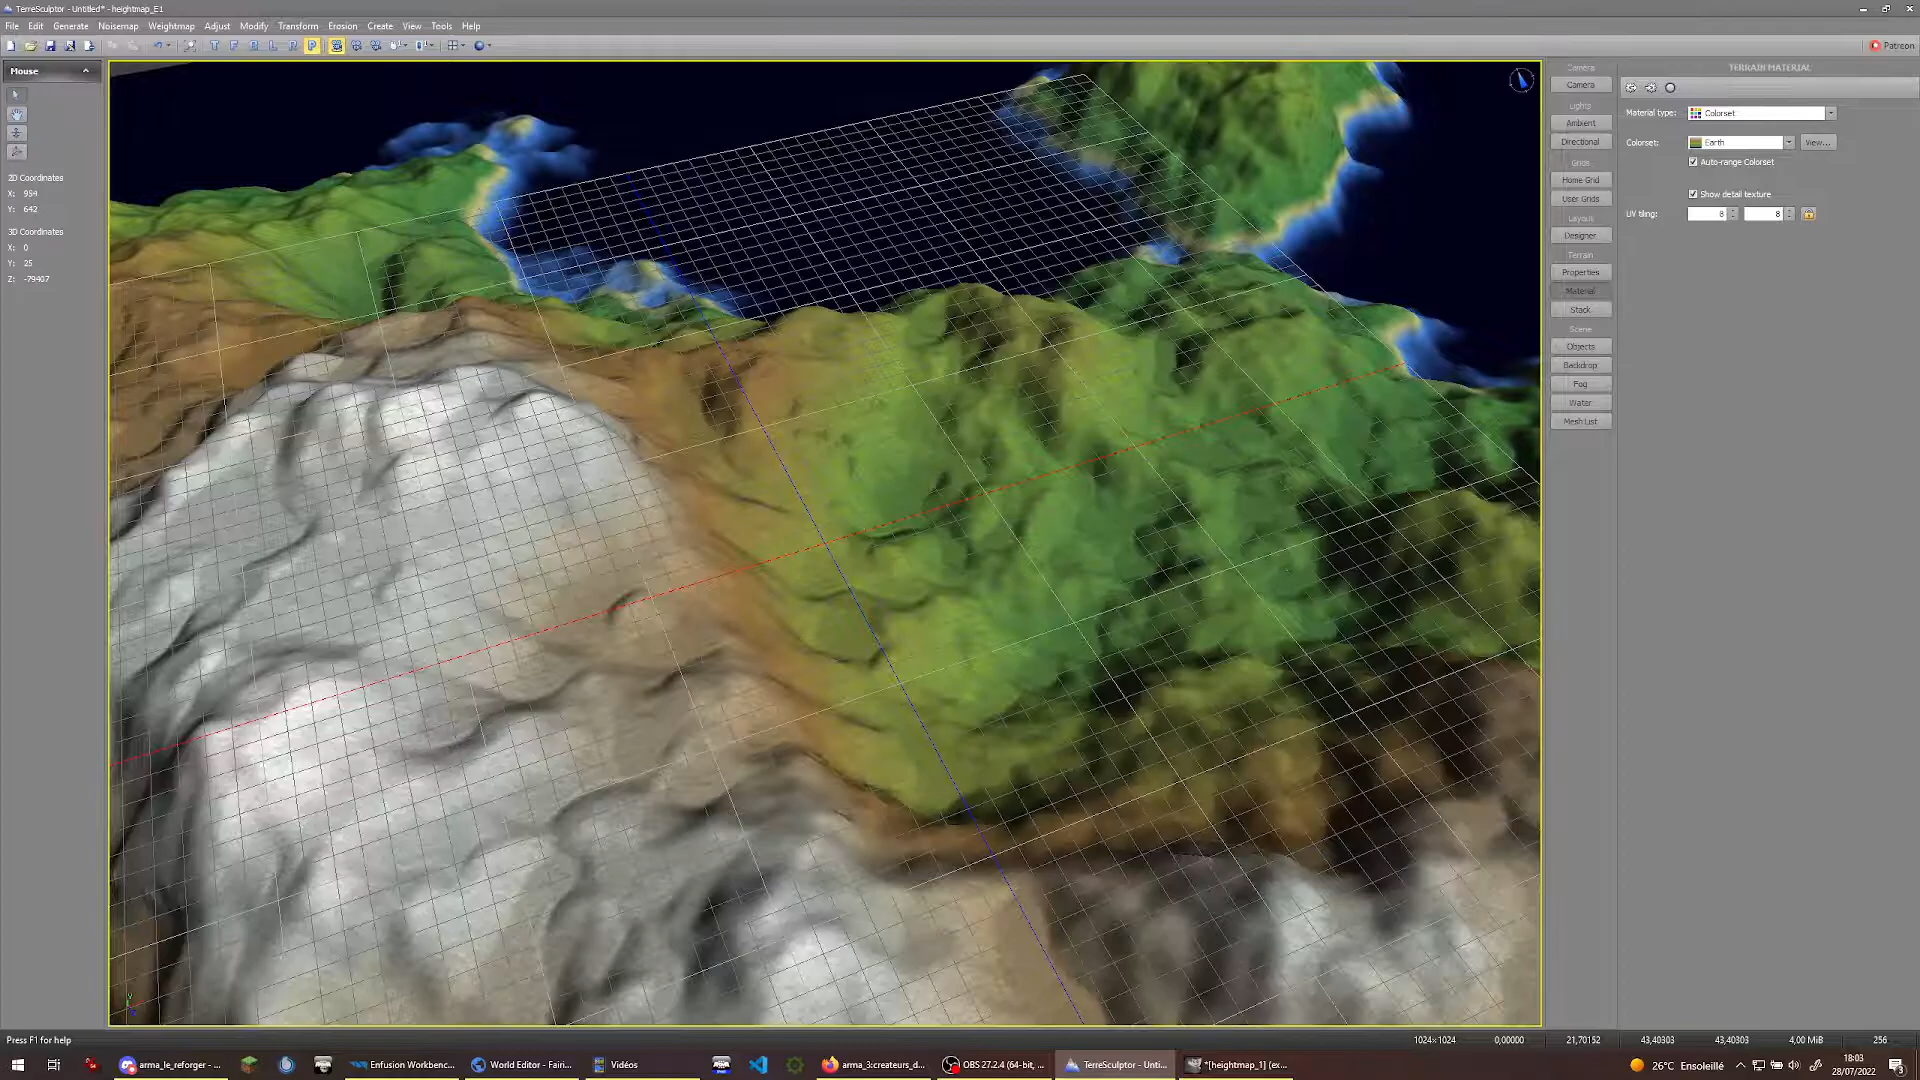 TerreSculptor - Untitled* - heightmap_E1
File Edit Generate Noisemap Weightmap Adjust Modify Transform Erosion Create View Tools Help
T F B L R P
Patreon
Mouse
2D Coordinates
X: 954
Y: 642
3D Coordinates
X: 0
Y: 25
Z: -79407
Camera
Camera
Lights
Ambient
Directional
Grids
Home Grid
User Grids
Layout
Designer
Terrain
Properties
Material
Stack
Scene
Objects
Backdrop
Fog
Water
Mesh List
TERRAIN MATERIAL
Material type: Colorset
Colorset: Earth View...
Auto-range Colorset
Show detail texture
UV tiling: 8 8
Press F1 for help
1024×1024 0,00000 21,70152 43,40303 43,40303 4,00 MiB 256
arma_le_reforger - ...
Enfusion Workbenc...
World Editor - Fairi...
Vidéos
arma_3:createurs_d...
OBS 27.2.4 (64-bit, ...
TerreSculptor - Unti...
*[heightmap_1] (ex...
26°C Ensoleillé
18:03
28/07/2022